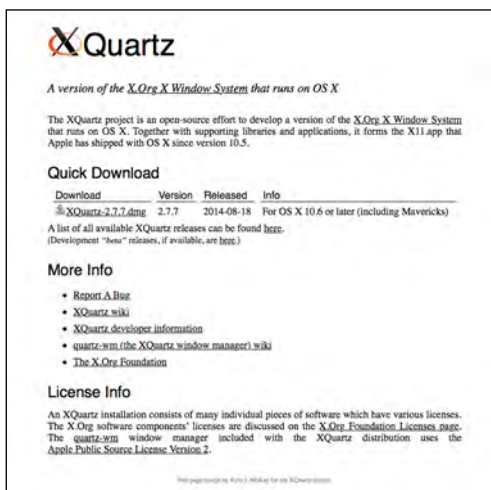 XQuartz
A version of the X.Org X Window System that runs on OS X
The XQuartz project is an open-source effort to develop a version of the X.Org X Window System
that runs on OS X. Together with supporting libraries and applications, it forms the X11.app that
Apple has shipped with OS X since version 10.5.
Quick Download
Download Version Released Info
XQuartz-2.7.7.dmg 2.7.7 2014-08-18 For OS X 10.6 or later (including Mavericks)
A list of all available XQuartz releases can be found here.
(Development "beta" releases, if available, are here.)
More Info
• Report A Bug
• XQuartz wiki
• XQuartz developer information
• quartz-wm (the XQuartz window manager) wiki
• The X.Org Foundation
License Info
An XQuartz installation consists of many individual pieces of software which have various licenses.
The X.Org software components' licenses are discussed on the X.Org Foundation Licenses page.
The quartz-wm window manager included with the XQuartz distribution uses the
Apple Public Source License Version 2.